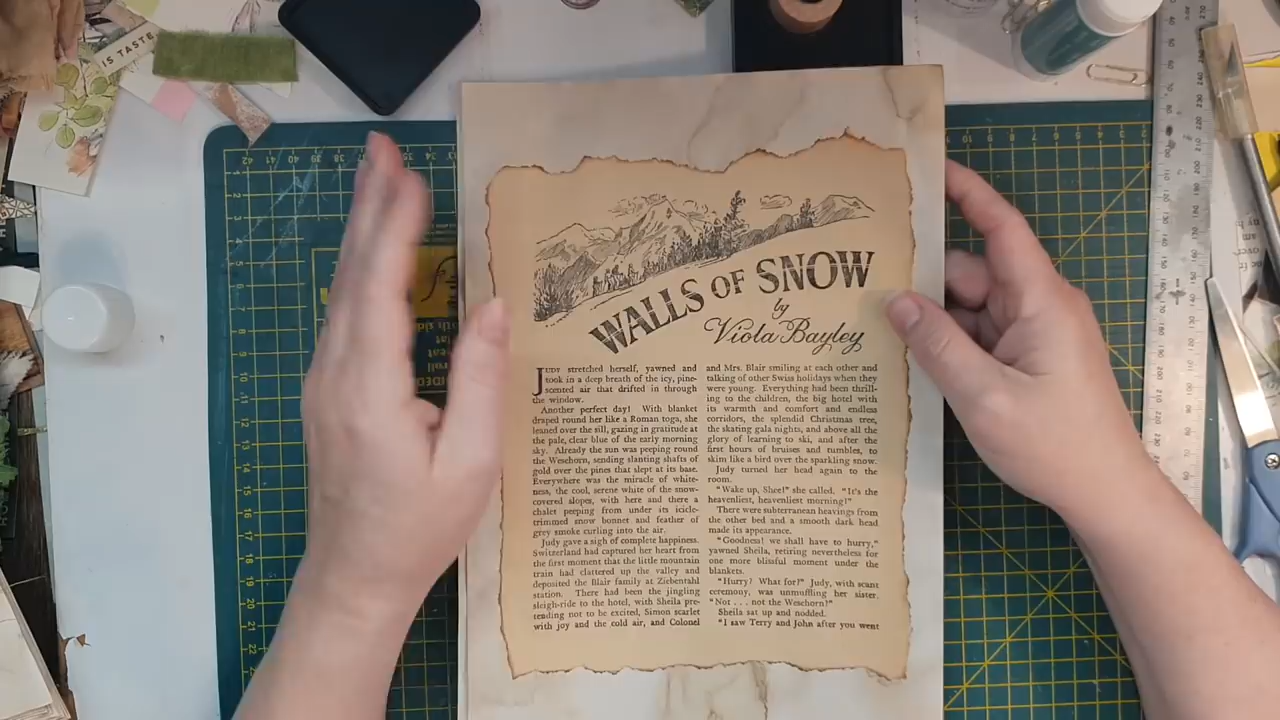 IS TASTE
WALLS OF SNOW
by
Viola Bayley
JUDY stretched herself, yawned and
took in a deep breath of the icy, pine-
scented air that drifted in through
the window.
Another perfect day! With blanket
draped round her like a Roman toga, she
leaned over the sill, gazing in gratitude at
the pale, clear blue of the early morning
sky. Already the sun was peeping round
the Weschorn, sending slanting shafts of
gold over the pines that slept at its base.
Everywhere was the miracle of white-
ness, the cool, serene white of the snow-
covered slopes, with here and there a
chalet peeping from under its icicle-
trimmed snow bonnet and feather of
grey smoke curling into the air.
Judy gave a sigh of complete happiness.
Switzerland had captured her heart from
the first moment that the little mountain
train had clattered up the valley and
deposited the Blair family at Ziebentahl
station. There had been the jingling
sleigh-ride to the hotel, with Sheila pre-
tending not to be excited, Simon scarlet
with joy and the cold air, and Colonel
and Mrs. Blair smiling at each other and
talking of other Swiss holidays when they
were young. Everything had been thrill-
ing to the children, the big hotel with
its warmth and comfort and endless
corridors, the splendid Christmas tree,
the skating gala nights, and above all the
glory of learning to ski, and after the
first hours of bruises and tumbles, to
skim like a bird over the sparkling snow.
Judy turned her head again to the
room.
"Wake up, Shee!" she called. "It's the
heavenliest, heavenliest morning!"
There were subterranean heavings from
the other bed and a smooth dark head
made its appearance.
"Goodness! we shall have to hurry,"
yawned Sheila, retiring nevertheless for
one more blissful moment under the
blankets.
"Hurry? What for?" Judy, with scant
ceremony, was unmuffling her sister.
"Not . . . not the Weschorn?"
Sheila sat up and nodded.
"I saw Terry and John after you went